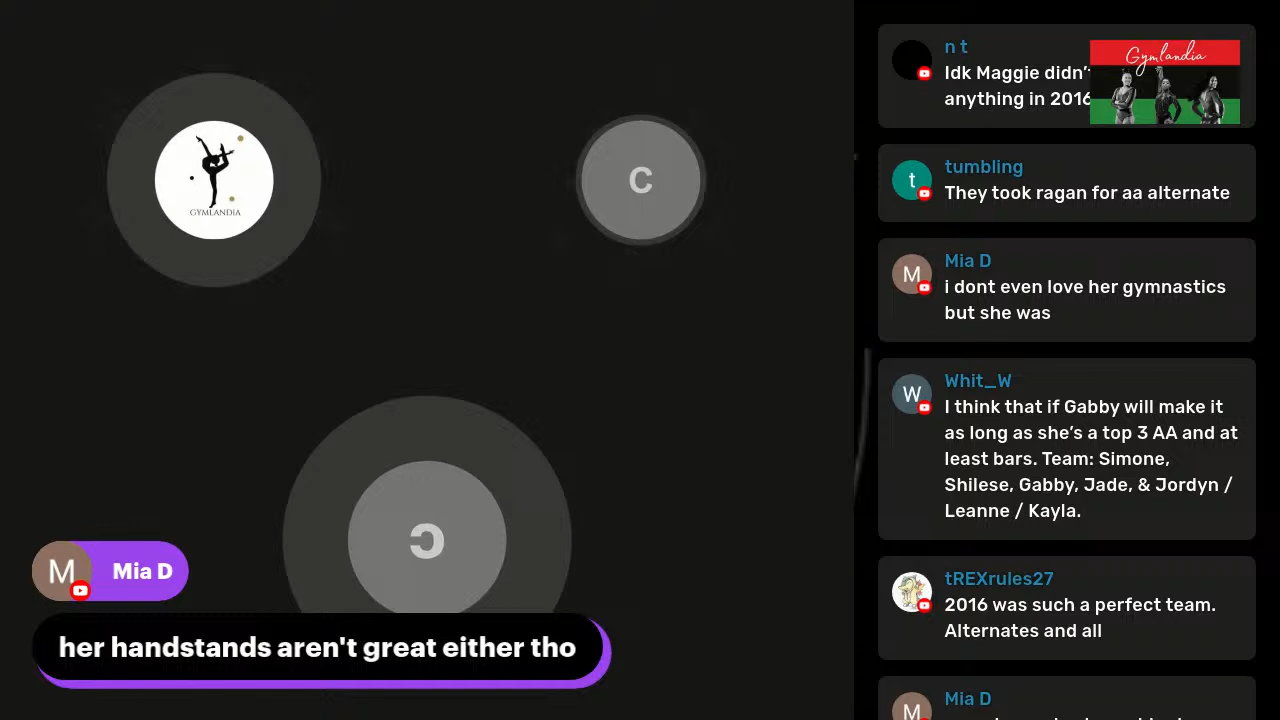 GYMLANDIA
C
C
M
Mia D
her handstands aren't great either tho
n t
Idk Maggie didn't
anything in 2016
Gymlandia
t
tumbling
They took ragan for aa alternate
M
Mia D
i dont even love her gymnastics
but she was
W
Whit_W
I think that if Gabby will make it
as long as she's a top 3 AA and at
least bars. Team: Simone,
Shilese, Gabby, Jade, & Jordyn /
Leanne / Kayla.
tREXrules27
2016 was such a perfect team.
Alternates and all
M
Mia D